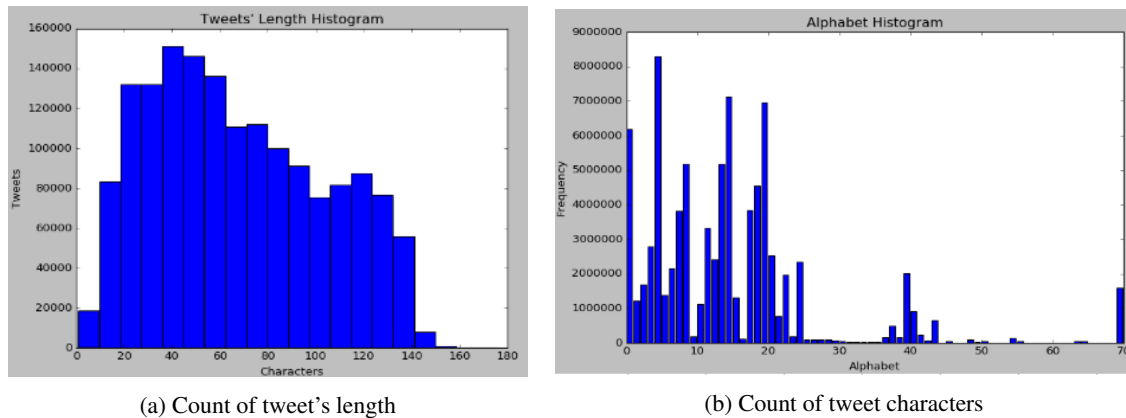 Tweets' Length Histogram
160000
140000
120000
100000
80000
60000
40000
20000
0
Tweets
0 20 40 60 80 100 120 140 160 180
Characters
(a) Count of tweet's length
Alphabet Histogram
9000000
8000000
7000000
6000000
5000000
4000000
3000000
2000000
1000000
0
Frequency
0 10 20 30 40 50 60 70
Alphabet
(b) Count of tweet characters